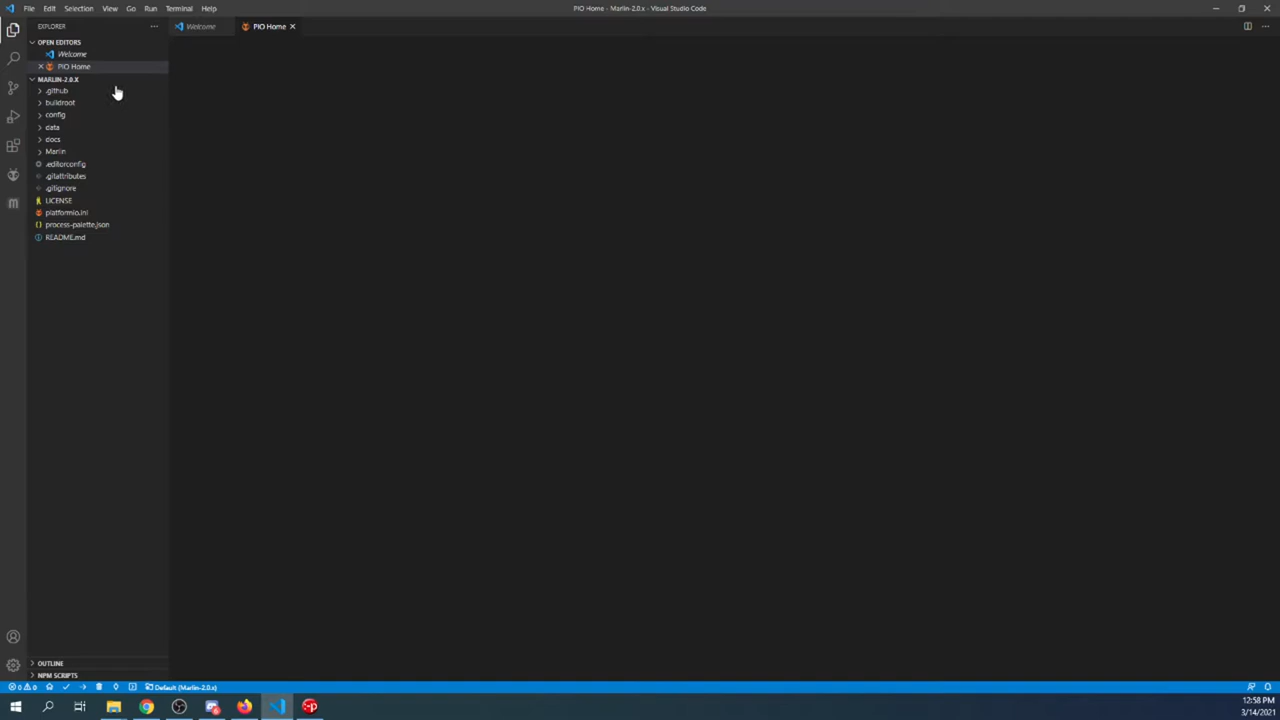 File Edit Selection View Go Run Terminal Help
PIO Home - Marlin-2.0.x - Visual Studio Code
EXPLORER
Welcome
PIO Home
OPEN EDITORS
Welcome
PIO Home
MARLIN-2.0.X
.github
buildroot
config
data
docs
Marlin
.editorconfig
.gitattributes
.gitignore
LICENSE
platformio.ini
process-palette.json
README.md
OUTLINE
NPM SCRIPTS
0 0
Default (Marlin-2.0.x)
12:58 PM
3/14/2021